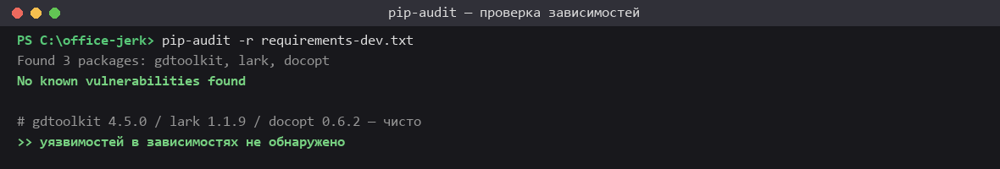 pip-audit — проверка зависимостей
PS C:\office-jerk> pip-audit -r requirements-dev.txt
Found 3 packages: gdtoolkit, lark, docopt
No known vulnerabilities found
# gdtoolkit 4.5.0 / lark 1.1.9 / docopt 0.6.2 — чисто
>> уязвимостей в зависимостях не обнаружено